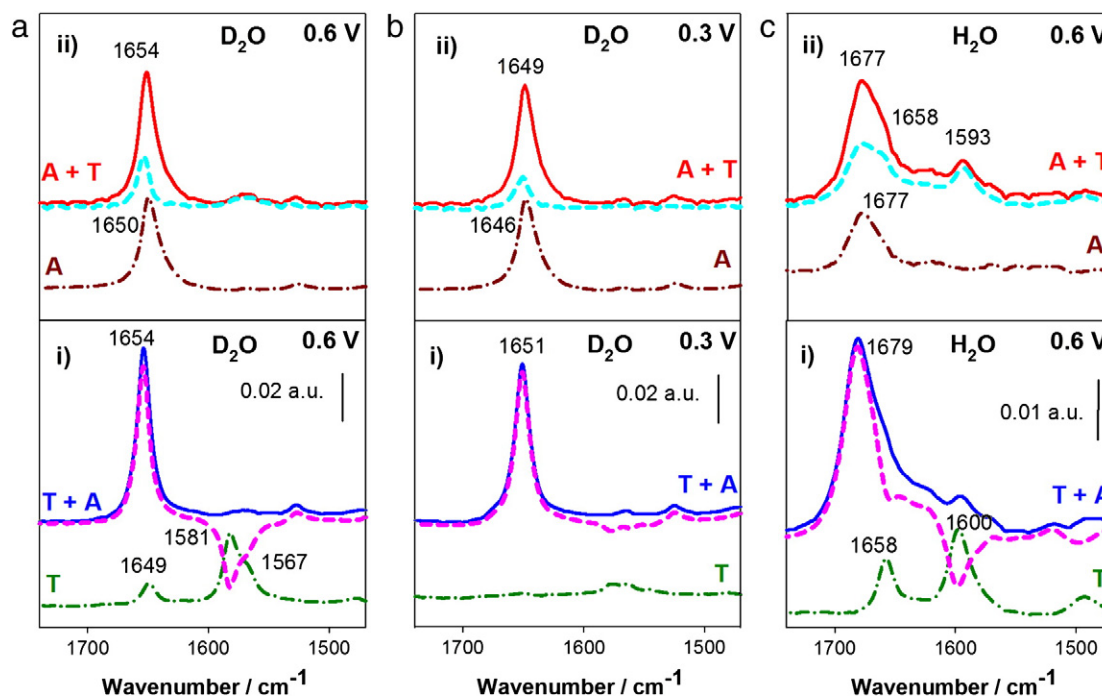 a
ii)
D₂O
0.6 V
1654
A + T
1650
A
i)
D₂O
0.6 V
1654
0.02 a.u.
T + A
1581
1567
1649
T
1700
1600
1500
Wavenumber / cm⁻¹
b
ii)
D₂O
0.3 V
1649
A + T
1646
A
i)
D₂O
0.3 V
1651
0.02 a.u.
T + A
T
1700
1600
1500
Wavenumber / cm⁻¹
c
ii)
H₂O
0.6 V
1677
1658
1593
A + T
1677
A
i)
H₂O
0.6 V
1679
0.01 a.u.
T + A
1600
1658
T
1700
1600
1500
Wavenumber / cm⁻¹